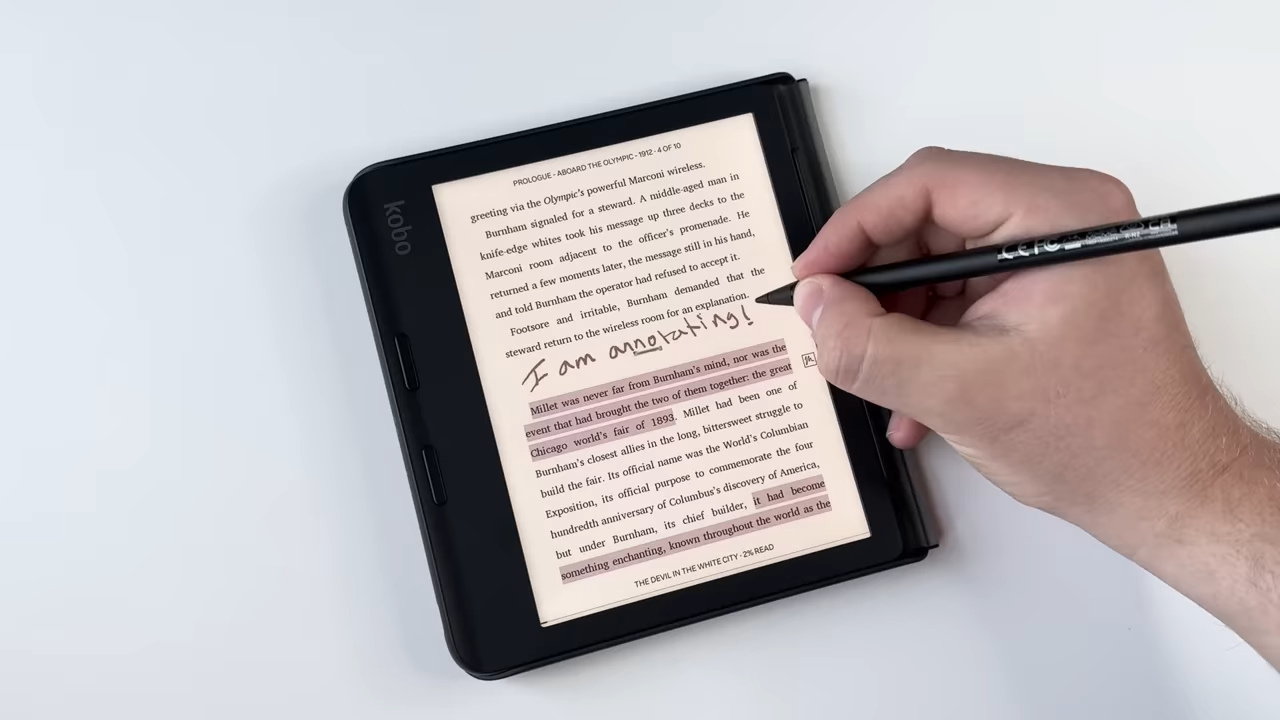 kobo
PROLOGUE - ABOARD THE OLYMPIC - 1912 - 4 OF 10
greeting via the Olympic's powerful Marconi wireless.
Burnham signaled for a steward. A middle-aged man in
knife-edge whites took his message up three decks to the
Marconi room adjacent to the officer's promenade. He
returned a few moments later, the message still in his hand,
and told Burnham the operator had refused to accept it.
Footsore and irritable, Burnham demanded that the
steward return to the wireless room for an explanation.
I am annotating!
Millet was never far from Burnham's mind, nor was the
event that had brought the two of them together: the great
Chicago world's fair of 1893. Millet had been one of
Burnham's closest allies in the long, bittersweet struggle to
build the fair. Its official name was the World's Columbian
Exposition, its official purpose to commemorate the four
hundredth anniversary of Columbus's discovery of America,
but under Burnham, its chief builder, it had become
something enchanting, known throughout the world as the
THE DEVIL IN THE WHITE CITY - 2% READ
CE FC